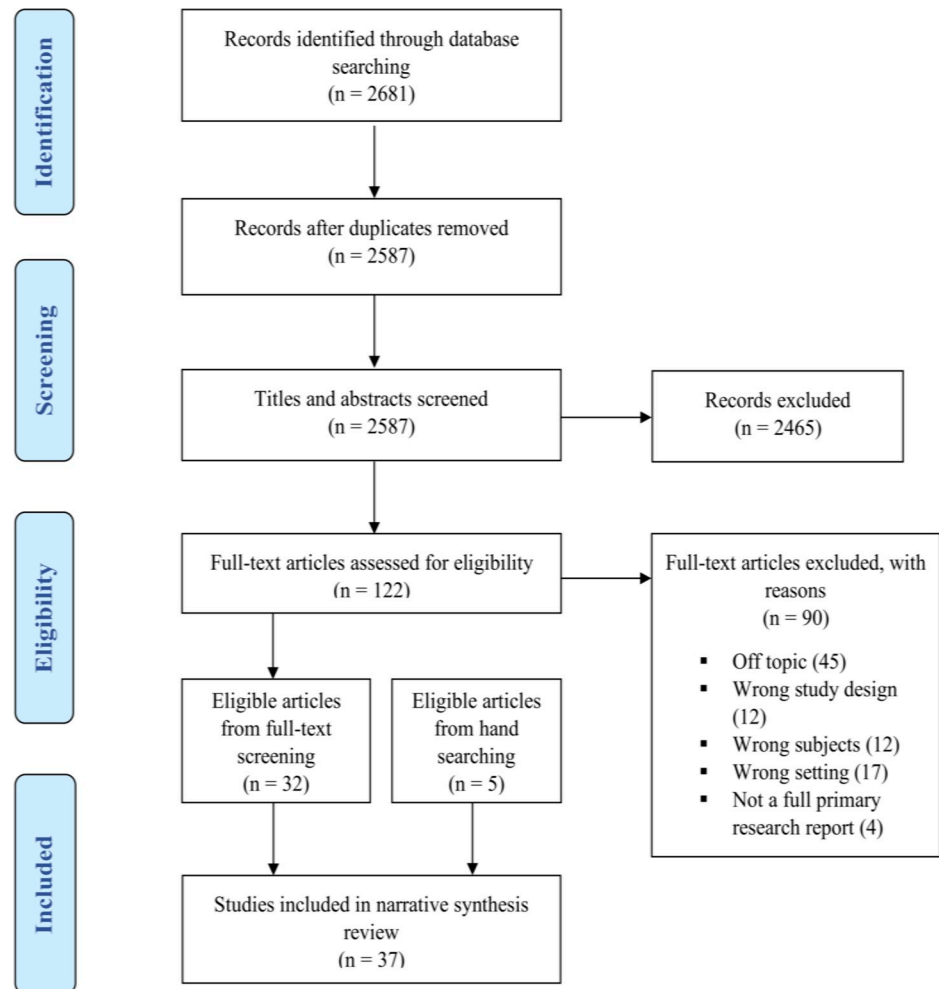 Identification
Records identified through database
searching
(n = 2681)
Records after duplicates removed
(n = 2587)
Screening
Titles and abstracts screened
(n = 2587)
Records excluded
(n = 2465)
Eligibility
Full-text articles assessed for eligibility
(n = 122)
Full-text articles excluded, with
reasons
(n = 90)
▪ Off topic (45)
▪ Wrong study design
(12)
▪ Wrong subjects (12)
▪ Wrong setting (17)
▪ Not a full primary
research report (4)
Eligible articles
from full-text
screening
(n = 32)
Eligible articles
from hand
searching
(n = 5)
Included
Studies included in narrative synthesis
review
(n = 37)